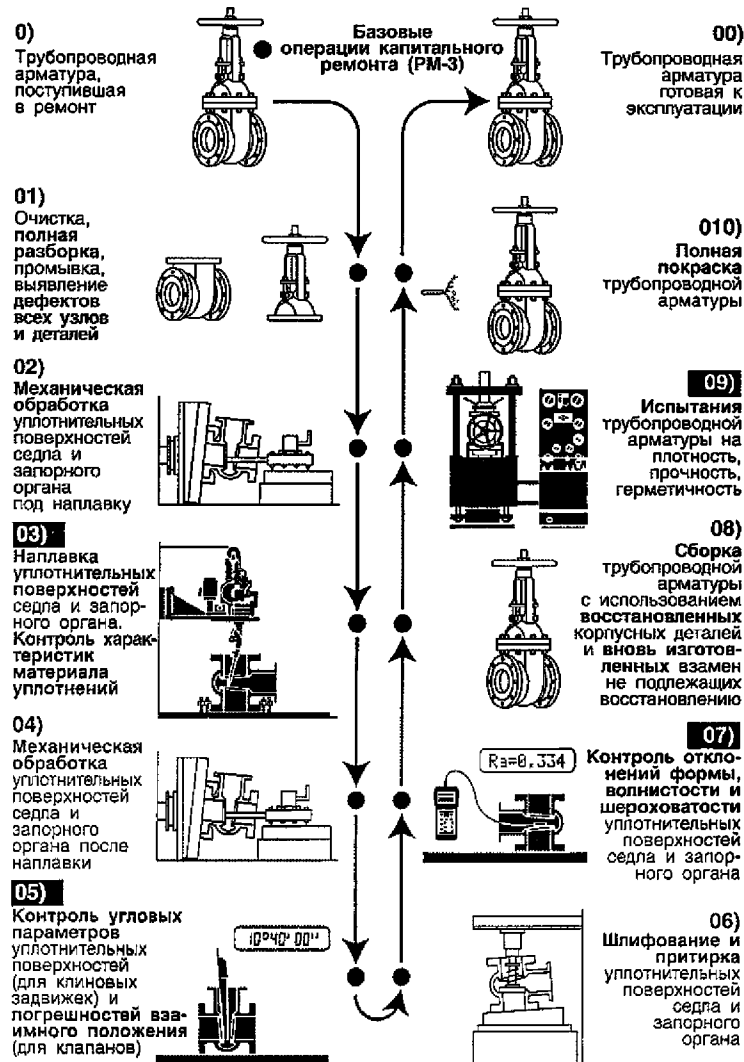 Базовые
операции капитального
ремонта (РМ-3)
0)
Трубопроводная
арматура,
поступившая
в ремонт
01)
Очистка,
полная
разборка,
промывка,
выявление
дефектов
всех узлов
и деталей
02)
Механическая
обработка
уплотнительных
поверхностей
седла и
запорного
органа
под наплавку
03)
Наплавка
уплотнительных
поверхностей
седла и запор-
ного органа.
Контроль харак-
теристик
материала
уплотнений
04)
Механическая
обработка
уплотнительных
поверхностей
седла и
запорного
органа после
наплавки
05)
Контроль угловых
параметров
уплотнительных
поверхностей
(для клиновых
задвижек) и
погрешностей вза-
имного положения
(для клапанов)
10°40' 00"
06)
Шлифование и
притирка
уплотнительных
поверхностей
седла и
запорного
органа
07)
Контроль откло-
нений формы,
волнистости и
шероховатости
уплотнительных
поверхностей
седла и запор-
ного органа
Ra=0.334
08)
Сборка
трубопроводной
арматуры
с использованием
восстановленных
корпусных деталей
и вновь изготов-
ленных взамен
не подлежащих
восстановлению
09)
Испытания
трубопроводной
арматуры на
плотность,
прочность,
герметичность
010)
Полная
покраска
трубопроводной
арматуры
00)
Трубопроводная
арматура
готовая к
эксплуатации